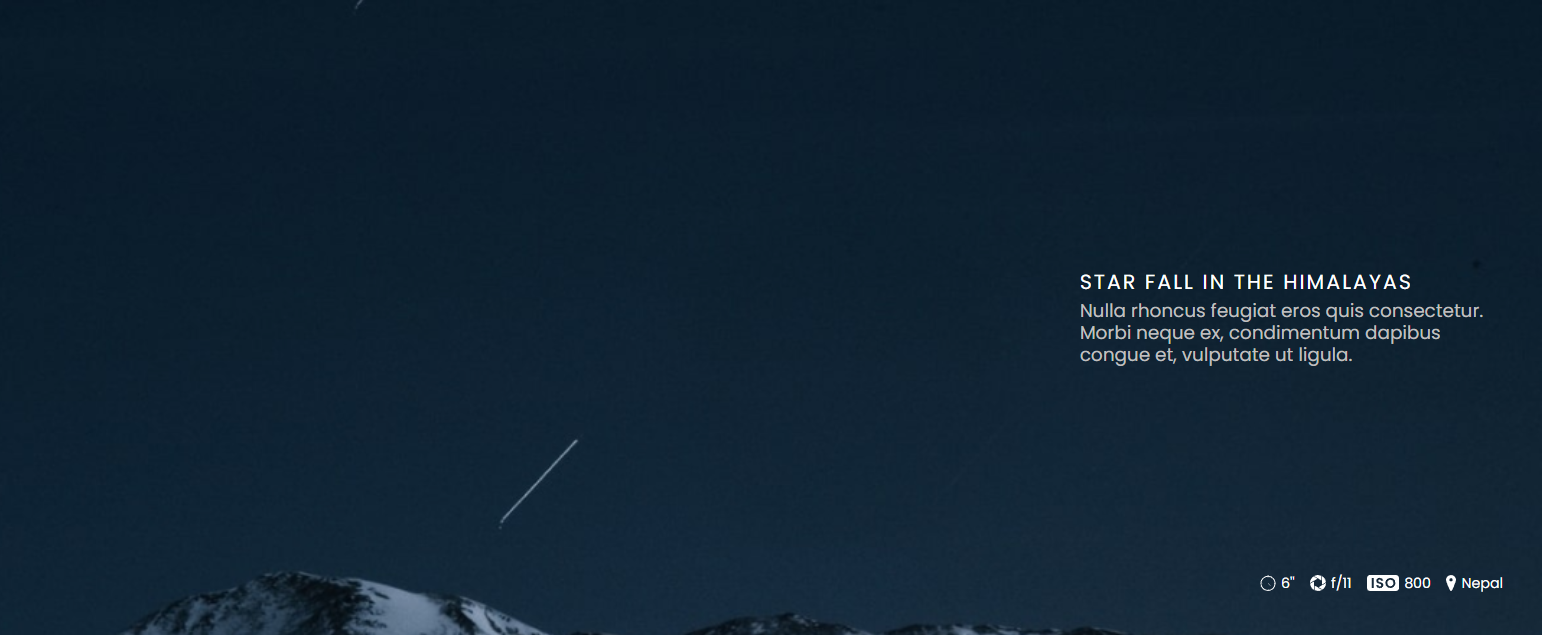 STAR FALL IN THE HIMALAYAS
Nulla rhoncus feugiat eros quis consectetur.
Morbi neque ex, condimentum dapibus
congue et, vulputate ut ligula.
6" f/11 ISO 800 Nepal